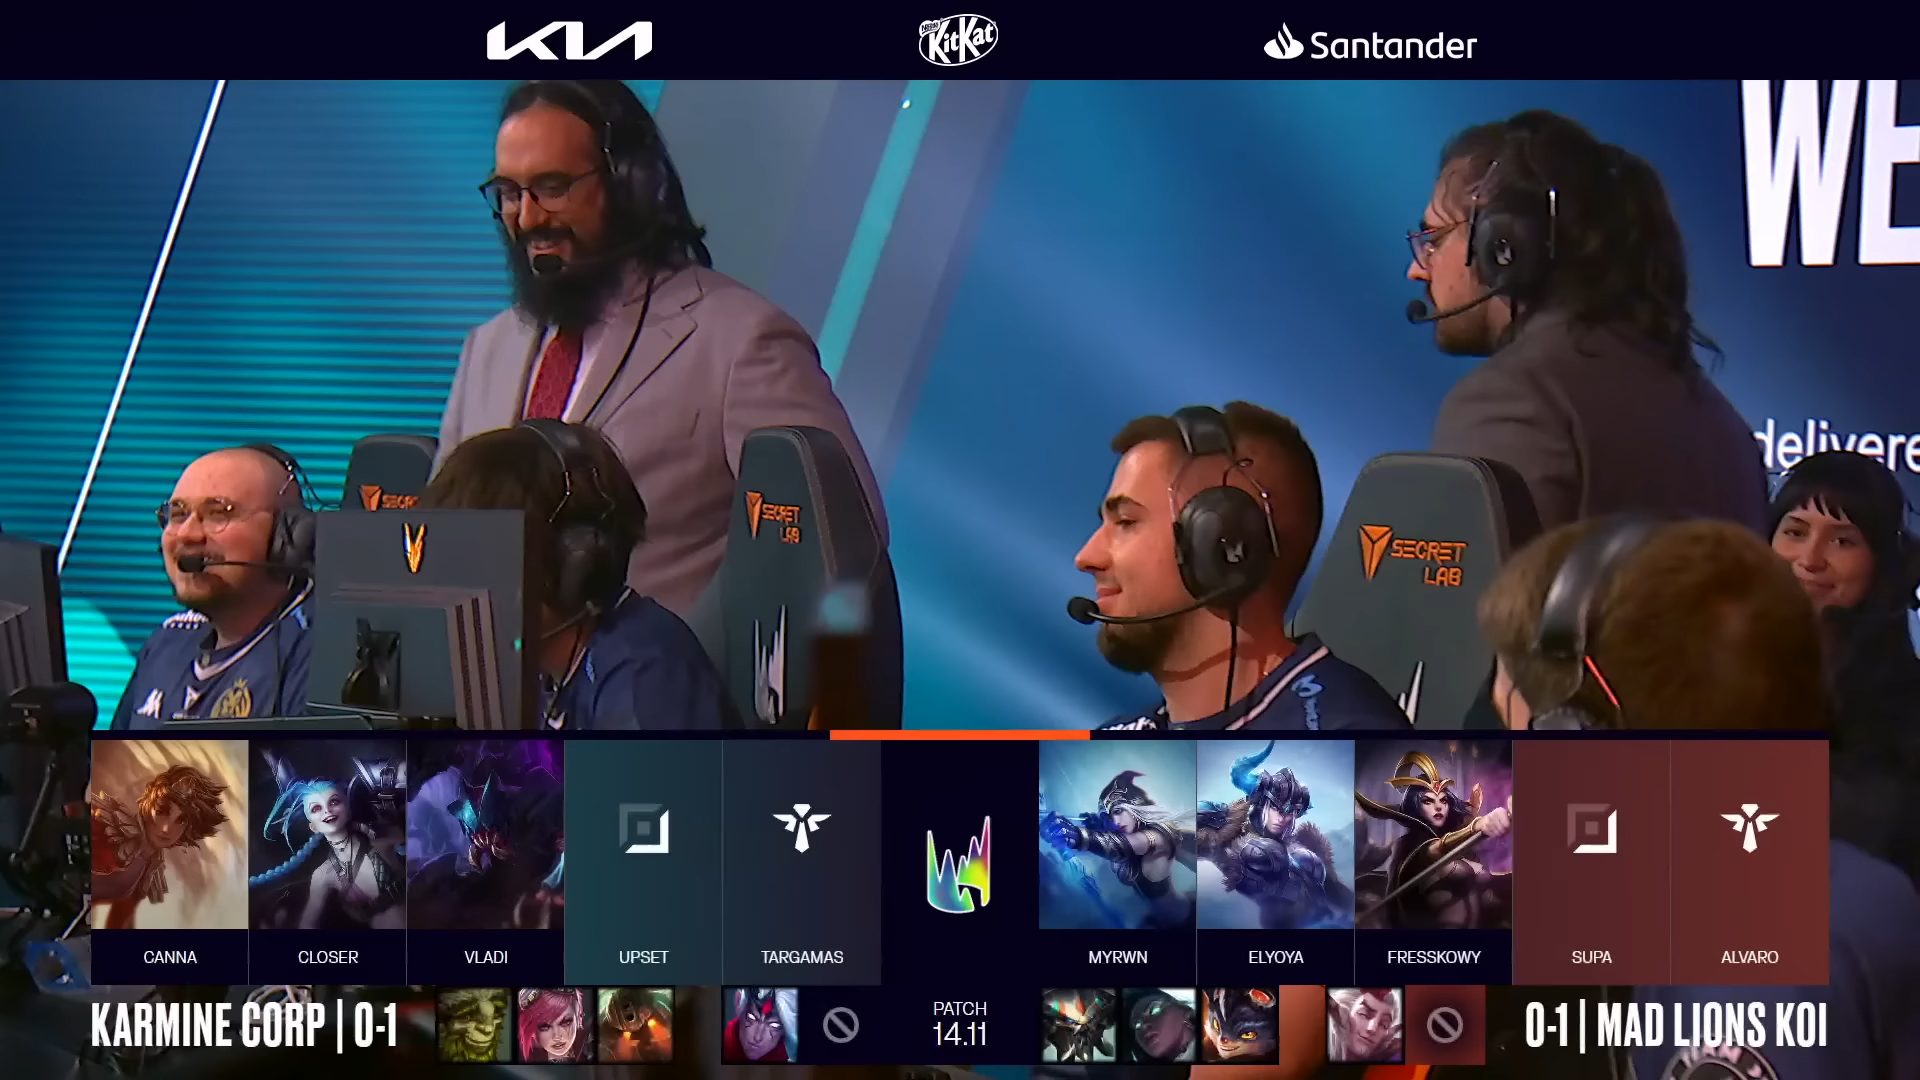 KIA
Nestlé KitKat
Santander
WE
delivere
SECRET
LAB
SECRET
LAB
CANNA
CLOSER
VLADI
UPSET
TARGAMAS
MYRWN
ELYOYA
FRESSKOWY
SUPA
ALVARO
KARMINE CORP | 0-1
PATCH
14.11
0-1 | MAD LIONS KOI